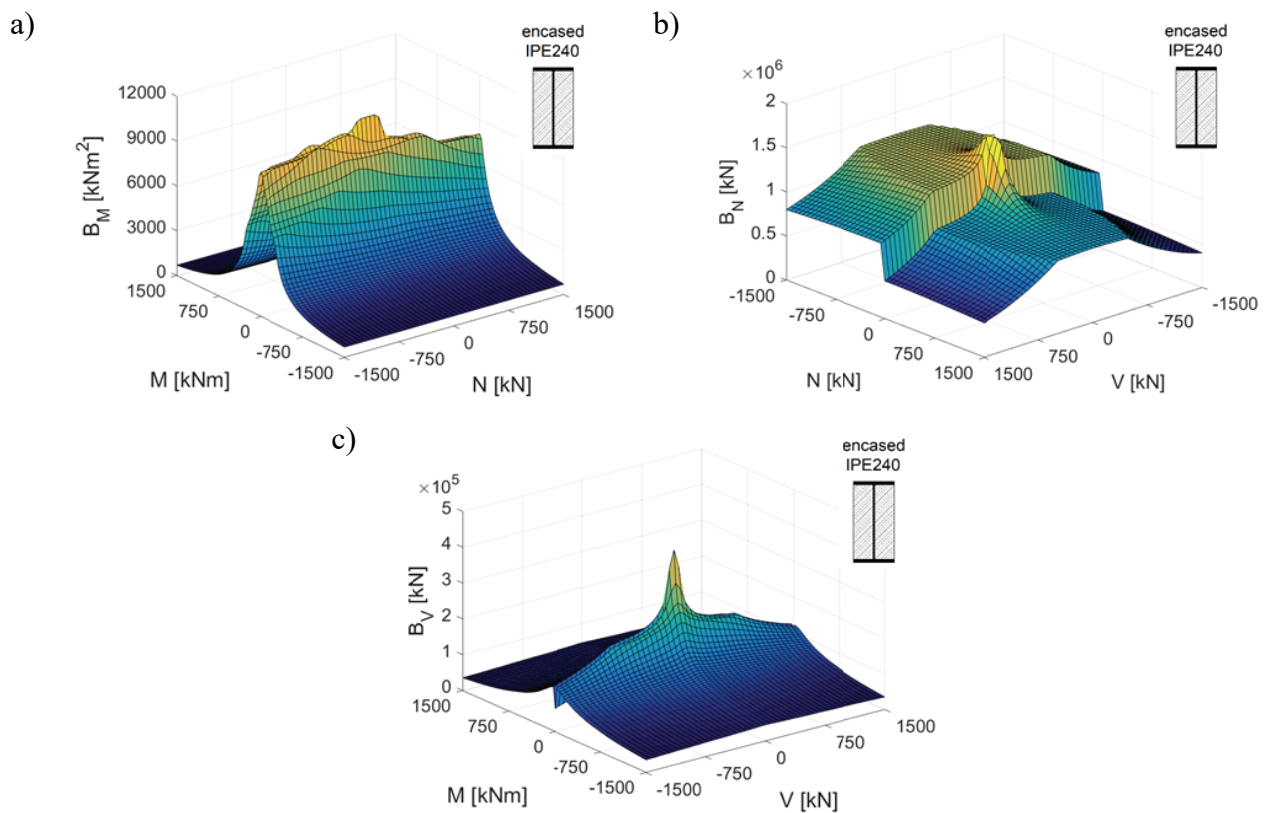 a)
encased
IPE240
12000
9000
6000
3000
0
B_M [kNm²]
1500
750
0
-750
-1500
M [kNm]
-1500
-750
0
750
1500
N [kN]
b)
encased
IPE240
×10⁶
2
1.5
1
0.5
0
B_N [kN]
-1500
-750
0
750
1500
N [kN]
1500
750
0
-750
-1500
V [kN]
c)
encased
IPE240
×10⁵
5
4
3
2
1
0
B_V [kN]
1500
750
0
-750
-1500
M [kNm]
-1500
-750
0
750
1500
V [kN]